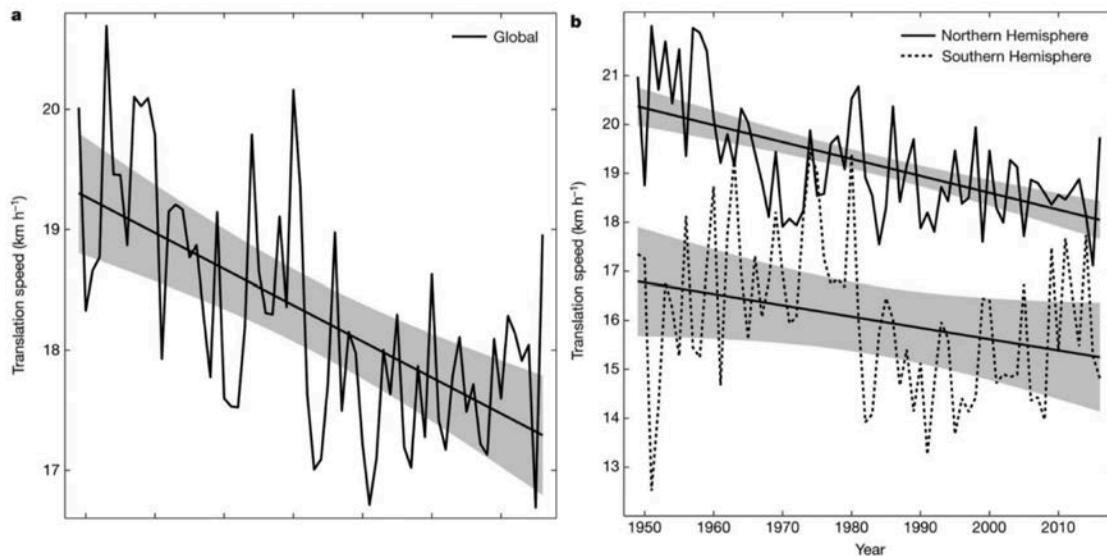 a
Global
20
19
18
17
Translation speed (km h⁻¹)
b
Northern Hemisphere
Southern Hemisphere
21
20
19
18
17
16
15
14
13
Translation speed (km h⁻¹)
1950 1960 1970 1980 1990 2000 2010
Year